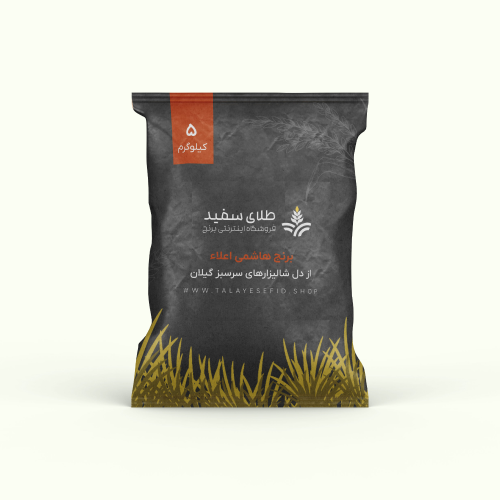 ۵
کیلوگرم
طلای سفید
فروشگاه اینترنتی برنج
برنج هاشمی اعلاء
از دل شالیزارهای سرسبز گیلان
WWW.TALAYESEFID.SHOP